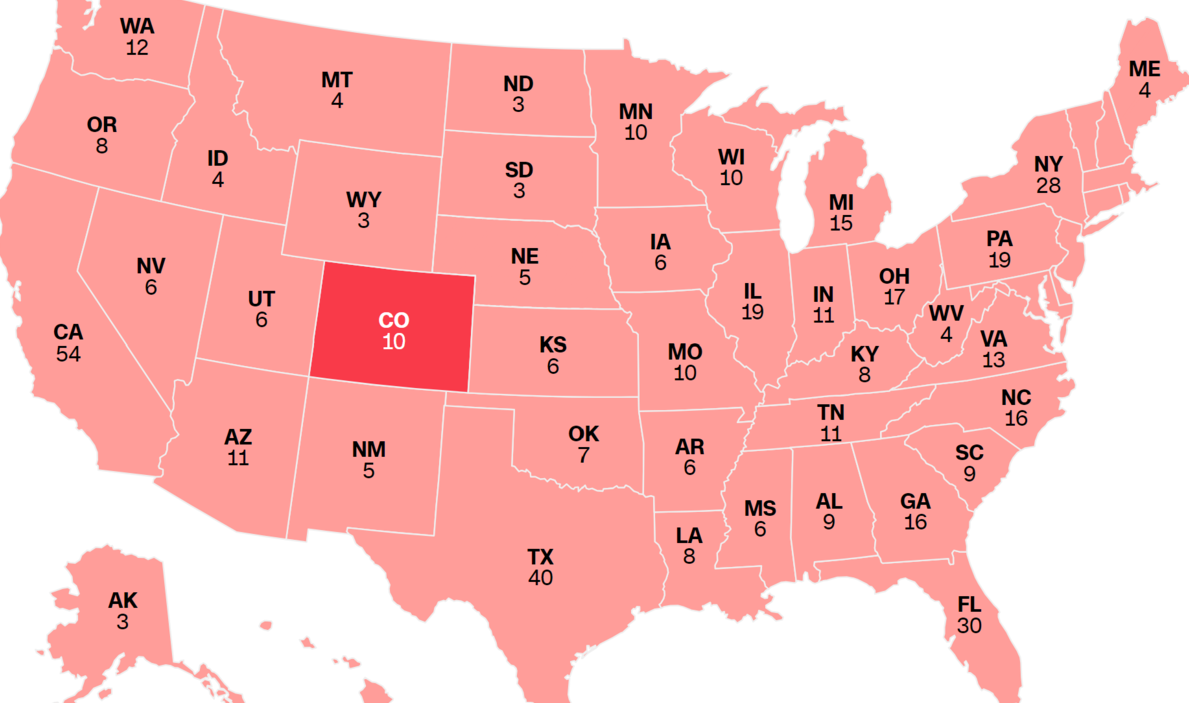 WA
12
ME
4
MT
4
ND
3
MN
10
OR
8
ID
4
WI
10
NY
28
SD
3
WY
3
MI
15
IA
6
PA
19
NE
5
NV
6
UT
6
OH
17
IL
19
IN
11
WV
4
CO
10
CA
54
KS
6
MO
10
KY
8
VA
13
NC
16
TN
11
AZ
11
NM
5
OK
7
AR
6
SC
9
MS
6
AL
9
GA
16
LA
8
TX
40
AK
3
FL
30